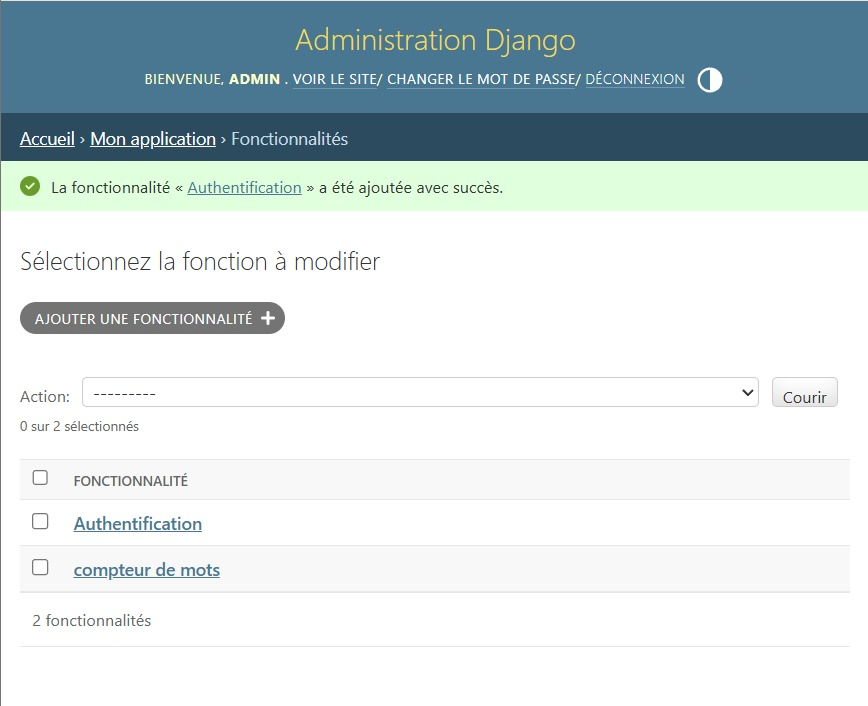 Administration Django
BIENVENUE, ADMIN . VOIR LE SITE/ CHANGER LE MOT DE PASSE/ DÉCONNEXION
Accueil › Mon application › Fonctionnalités
La fonctionnalité « Authentification » a été ajoutée avec succès.
Sélectionnez la fonction à modifier
AJOUTER UNE FONCTIONNALITÉ +
Action: --------- Courir
0 sur 2 sélectionnés
FONCTIONNALITÉ
Authentification
compteur de mots
2 fonctionnalités